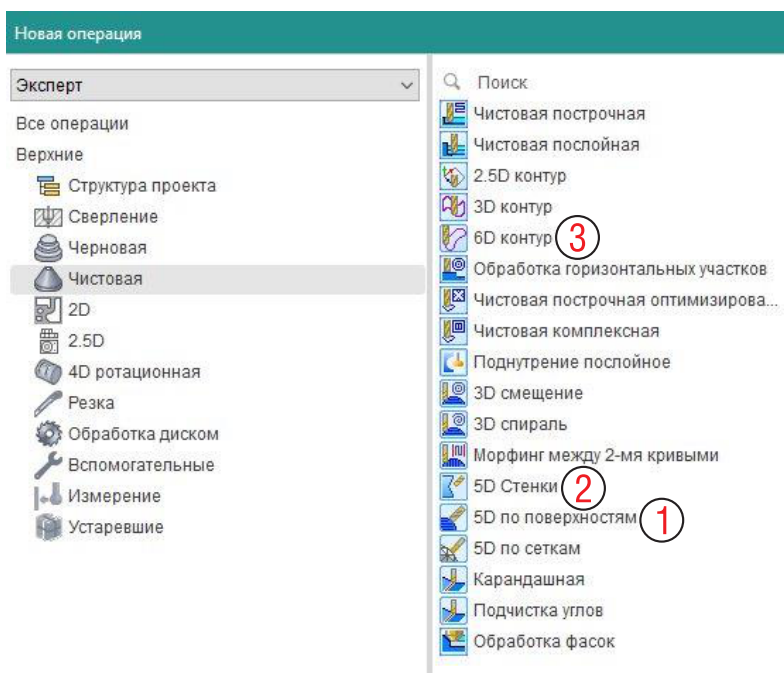 Новая операция
Эксперт
Все операции
Верхние
Структура проекта
Сверление
Черновая
Чистовая
2D
2.5D
4D ротационная
Резка
Обработка диском
Вспомогательные
Измерение
Устаревшие
Поиск
Чистовая построчная
Чистовая послойная
2.5D контур
3D контур
6D контур 3
Обработка горизонтальных участков
Чистовая построчная оптимизирова...
Чистовая комплексная
Поднутрение послойное
3D смещение
3D спираль
Морфинг между 2-мя кривыми
5D Стенки 2
5D по поверхностям 1
5D по сеткам
Карандашная
Подчистка углов
Обработка фасок